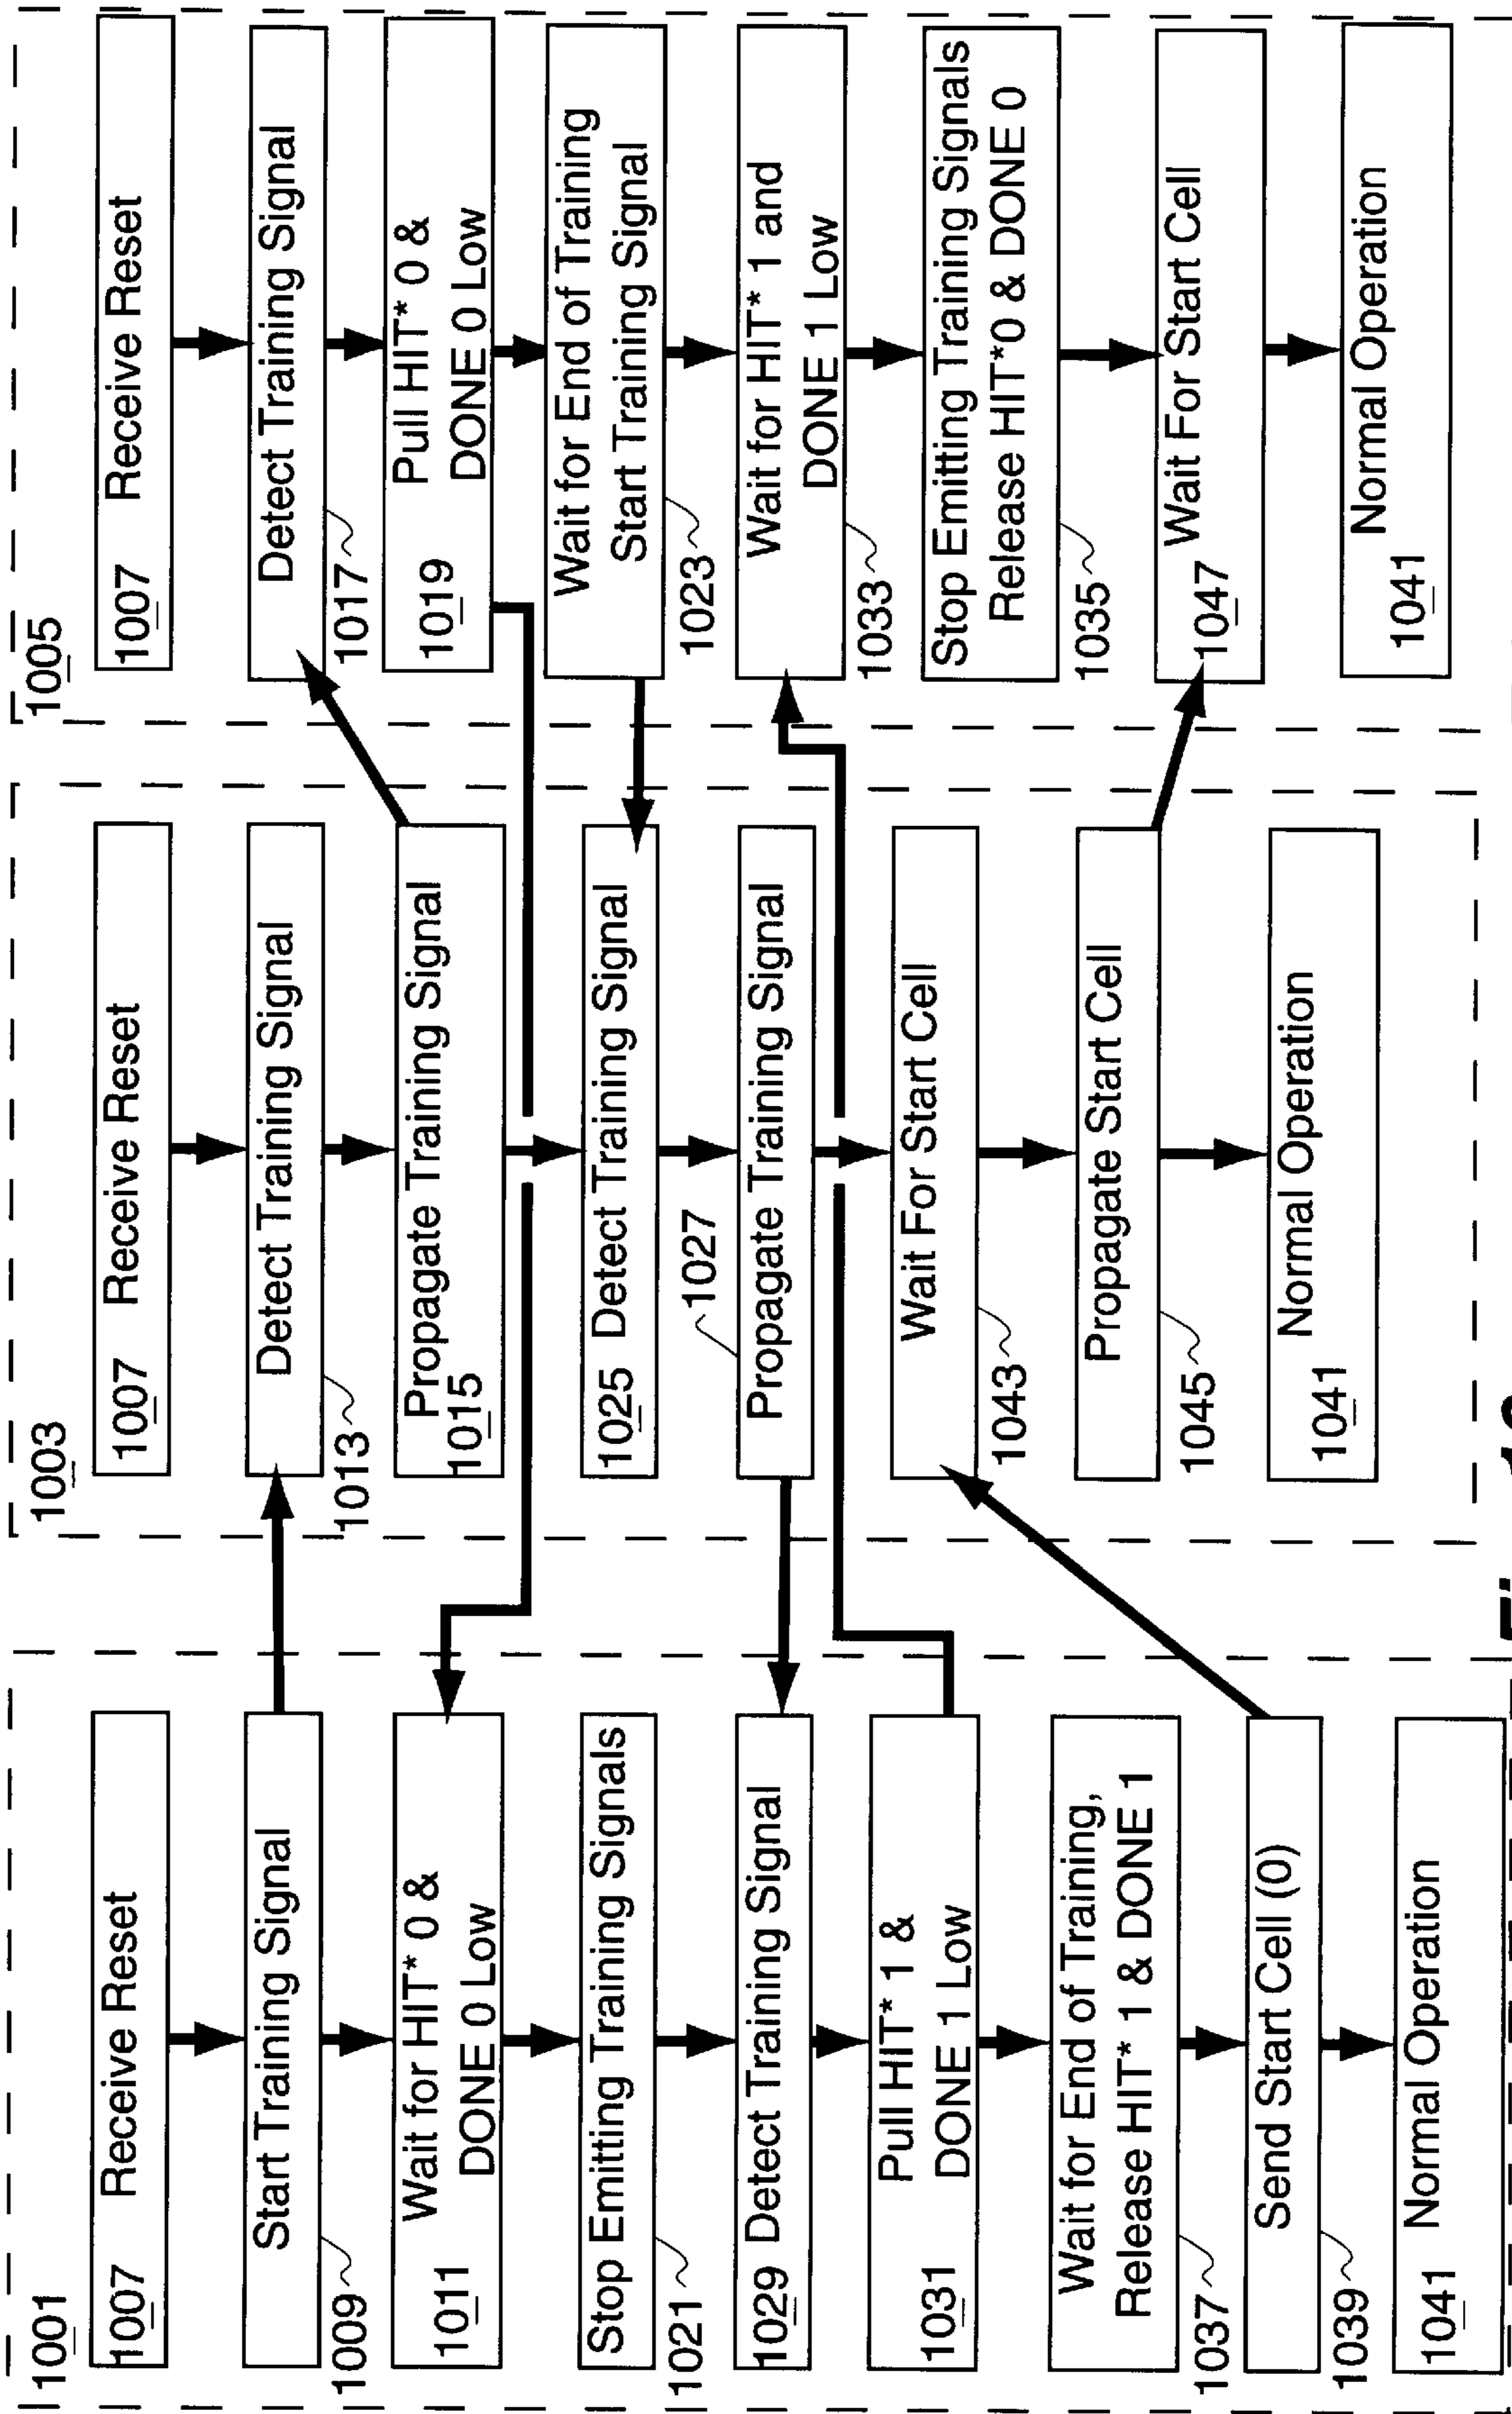 1001
1007 Receive Reset
Start Training Signal
1009
Wait for HIT* 0 &
DONE 0 Low
1011
Stop Emitting Training Signals
1021
1029 Detect Training Signal
Pull HIT* 1 &
DONE 1 Low
1031
Wait for End of Training,
Release HIT* 1 & DONE 1
1037
Send Start Cell (0)
1039
Normal Operation
1041
1003
1007 Receive Reset
Detect Training Signal
1013
Propagate Training Signal
1015
1025 Detect Training Signal
1027
Propagate Training Signal
Wait For Start Cell
1043
Propagate Start Cell
1045
Normal Operation
1041
1005
1007 Receive Reset
Detect Training Signal
1017
Pull HIT* 0 &
DONE 0 Low
1019
Wait for End of Training
Start Training Signal
1023
Wait for HIT* 1 and
DONE 1 Low
1033
Stop Emitting Training Signals
Release HIT*0 & DONE 0
1035
Wait For Start Cell
1047
Normal Operation
1041